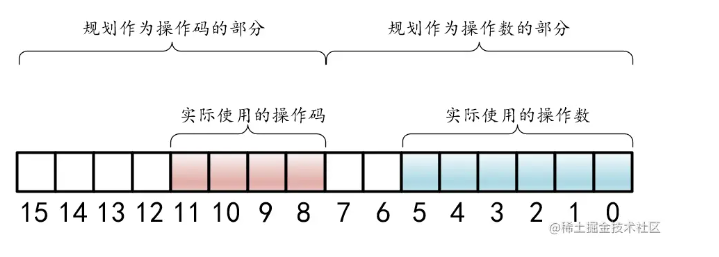 规划作为操作码的部分 规划作为操作数的部分
实际使用的操作码 实际使用的操作数
15 14 13 12 11 10 9 8 7 6 5 4 3 2 1 0
@稀土掘金技术社区